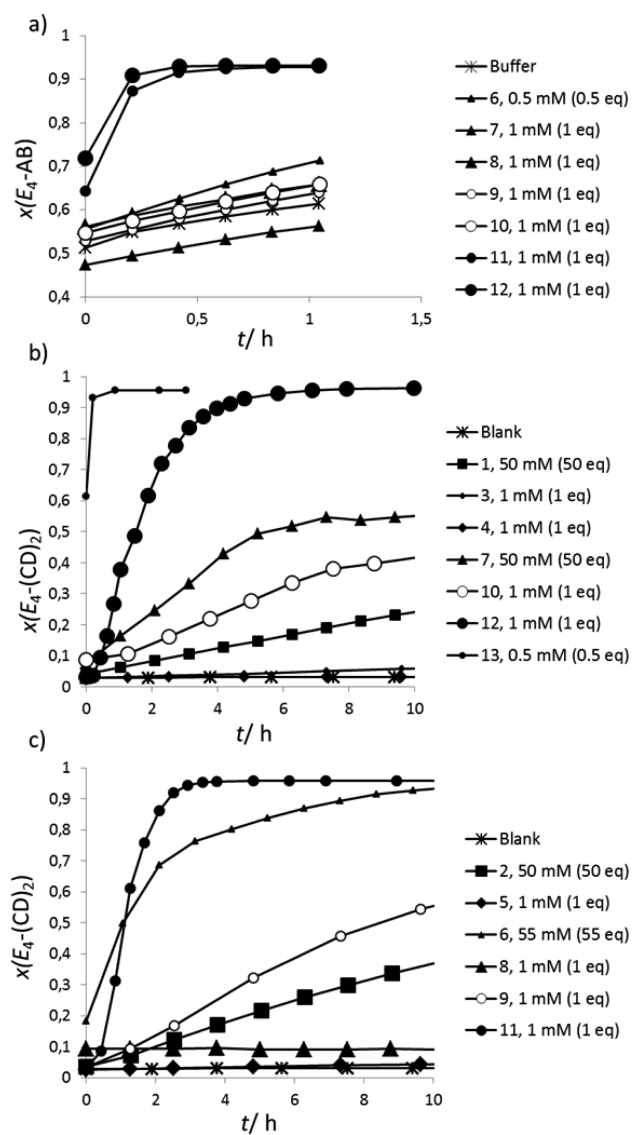 a)
1
0,9
0,8
0,7
0,6
0,5
0,4
x(E4-AB)
0
0,5
1
1,5
t/ h
Buffer
6, 0.5 mM (0.5 eq)
7, 1 mM (1 eq)
8, 1 mM (1 eq)
9, 1 mM (1 eq)
10, 1 mM (1 eq)
11, 1 mM (1 eq)
12, 1 mM (1 eq)
b)
1
0,9
0,8
0,7
0,6
0,5
0,4
0,3
0,2
0,1
0
x(E4-(CD)2)
0
2
4
6
8
10
t/ h
Blank
1, 50 mM (50 eq)
3, 1 mM (1 eq)
4, 1 mM (1 eq)
7, 50 mM (50 eq)
10, 1 mM (1 eq)
12, 1 mM (1 eq)
13, 0.5 mM (0.5 eq)
c)
1
0,9
0,8
0,7
0,6
0,5
0,4
0,3
0,2
0,1
0
x(E4-(CD)2)
0
2
4
6
8
10
t/ h
Blank
2, 50 mM (50 eq)
5, 1 mM (1 eq)
6, 55 mM (55 eq)
8, 1 mM (1 eq)
9, 1 mM (1 eq)
11, 1 mM (1 eq)